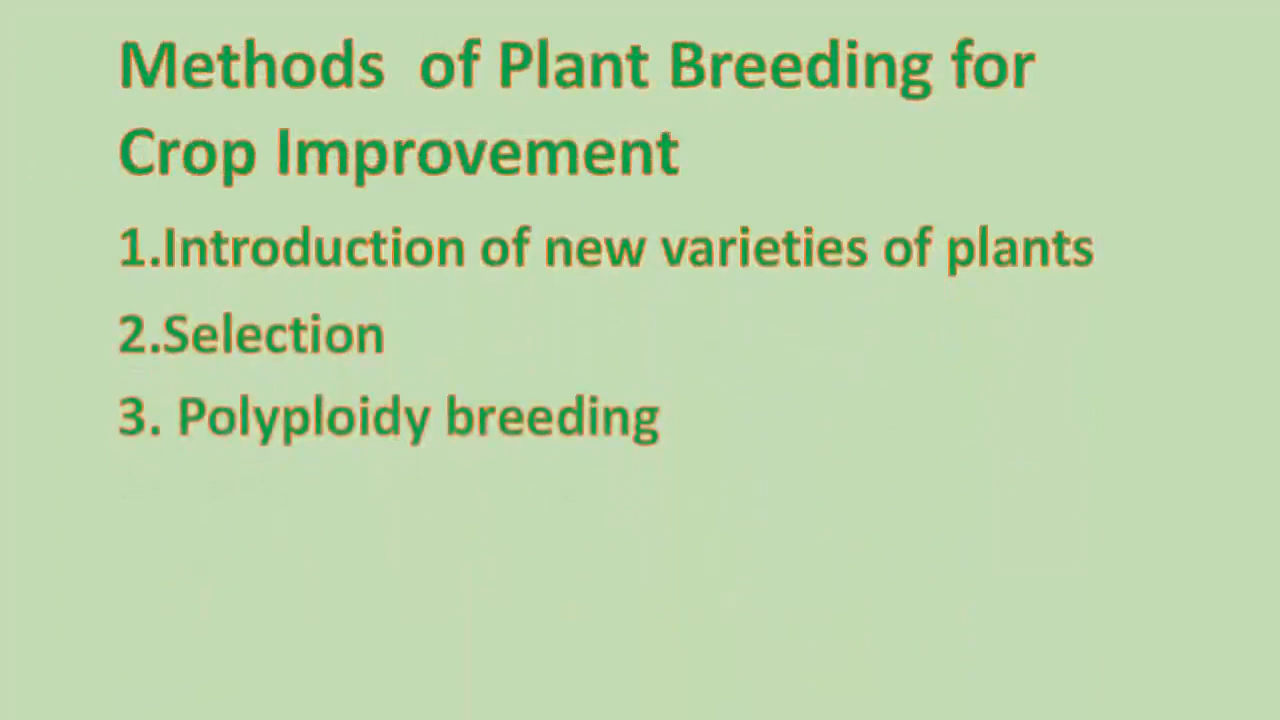 Methods of Plant Breeding for
Crop Improvement
1.Introduction of new varieties of plants
2.Selection
3. Polyploidy breeding